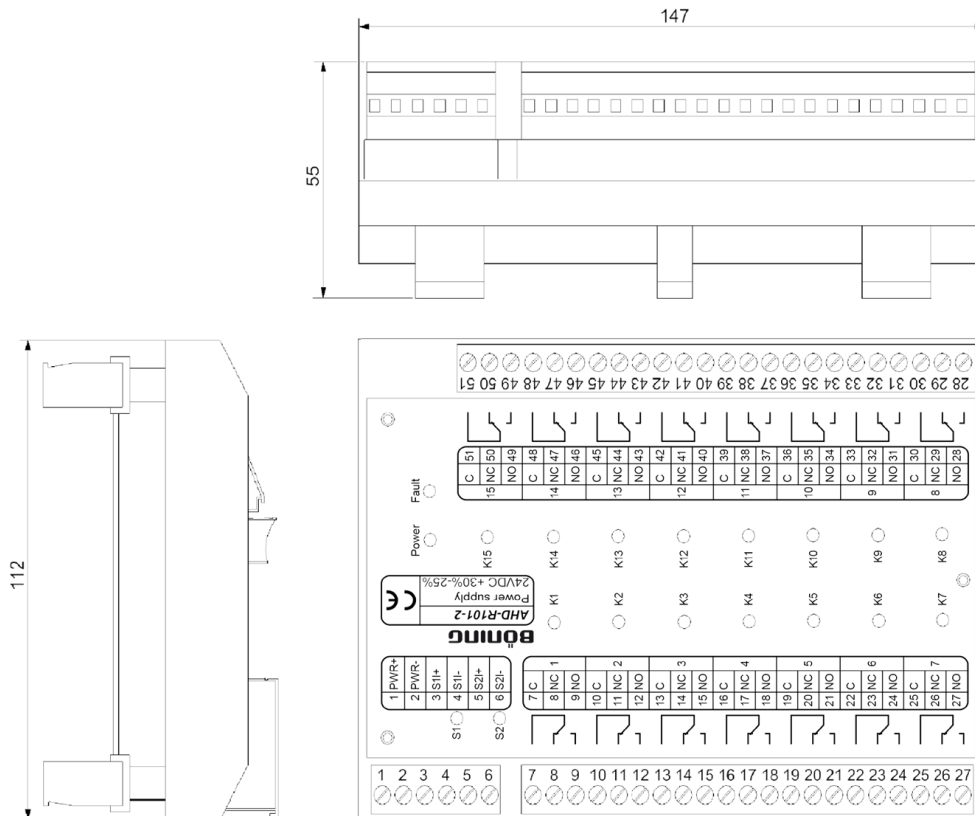 147
55
112
51 50 49 48 47 46 45 44 43 42 41 40 39 38 37 36 35 34 33 32 31 30 29 28
C 51 NC 50 NO 49 15
C 48 NC 47 NO 46 14
C 45 NC 44 NO 43 13
C 42 NC 41 NO 40 12
C 39 NC 38 NO 37 11
C 36 NC 35 NO 34 10
C 33 NC 32 NO 31 9
C 30 NC 29 NO 28 8
Fault
Power
K15 K14 K13 K12 K11 K10 K9 K8
CE
24VDC +30%-25%
Power supply
AHD-R101-2
BÖNING
K1 K2 K3 K4 K5 K6 K7
1 PWR+
2 PWR-
3 S1I+
4 S1I-
5 S2I+
6 S2I-
S1
S2
7 C 8 NC 9 NO 1
10 C 11 NC 12 NO 2
13 C 14 NC 15 NO 3
16 C 17 NC 18 NO 4
19 C 20 NC 21 NO 5
22 C 23 NC 24 NO 6
25 C 26 NC 27 NO 7
1 2 3 4 5 6 7 8 9 10 11 12 13 14 15 16 17 18 19 20 21 22 23 24 25 26 27